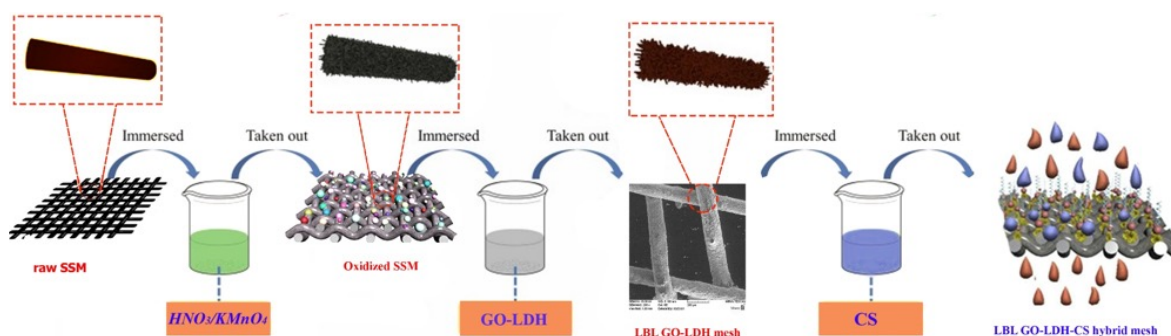 Immersed
Taken out
Immersed
Taken out
Immersed
Taken out
raw SSM
Oxidized SSM
HNO3/KMnO4
GO-LDH
LBL GO-LDH mesh
CS
LBL GO-LDH-CS hybrid mesh